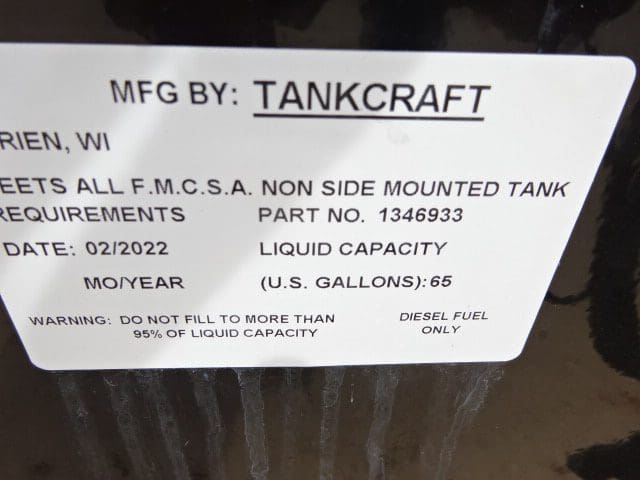 MFG BY: TANKCRAFT
RIEN, WI
EETS ALL F.M.C.S.A. NON SIDE MOUNTED TANK
REQUIREMENTS PART NO. 1346933
DATE: 02/2022 LIQUID CAPACITY
MO/YEAR (U.S. GALLONS): 65
WARNING: DO NOT FILL TO MORE THAN
95% OF LIQUID CAPACITY
DIESEL FUEL
ONLY